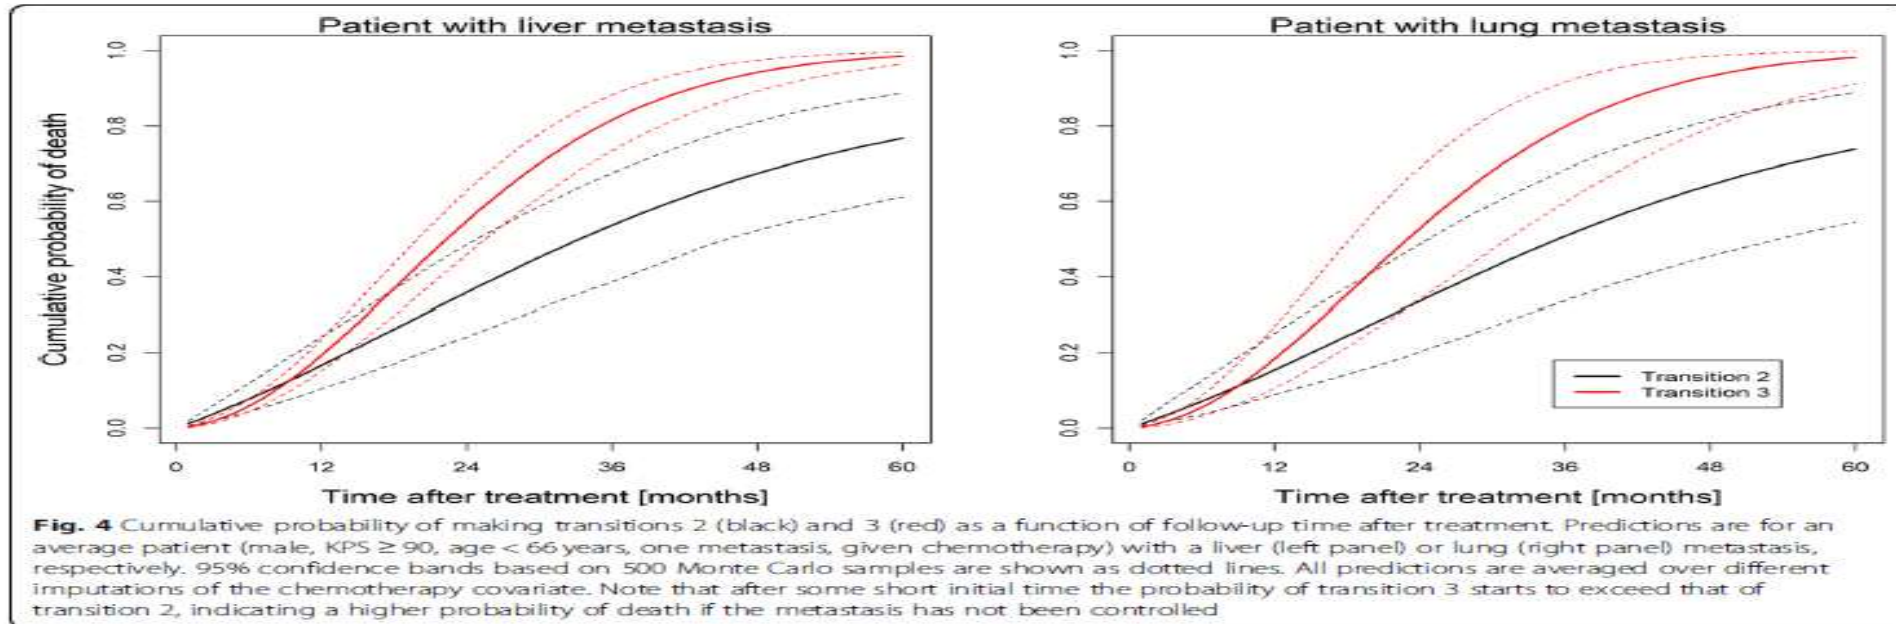 Patient with liver metastasis
Patient with lung metastasis
Cumulative probability of death
1.0
0.8
0.6
0.4
0.2
0.0
0 12 24 36 48 60
Time after treatment [months]
1.0
0.8
0.6
0.4
0.2
0.0
Transition 2
Transition 3
0 12 24 36 48 60
Time after treatment [months]
Fig. 4 Cumulative probability of making transitions 2 (black) and 3 (red) as a function of follow-up time after treatment. Predictions are for an
average patient (male, KPS ≥ 90, age < 66 years, one metastasis, given chemotherapy) with a liver (left panel) or lung (right panel) metastasis,
respectively. 95% confidence bands based on 500 Monte Carlo samples are shown as dotted lines. All predictions are averaged over different
imputations of the chemotherapy covariate. Note that after some short initial time the probability of transition 3 starts to exceed that of
transition 2, indicating a higher probability of death if the metastasis has not been controlled